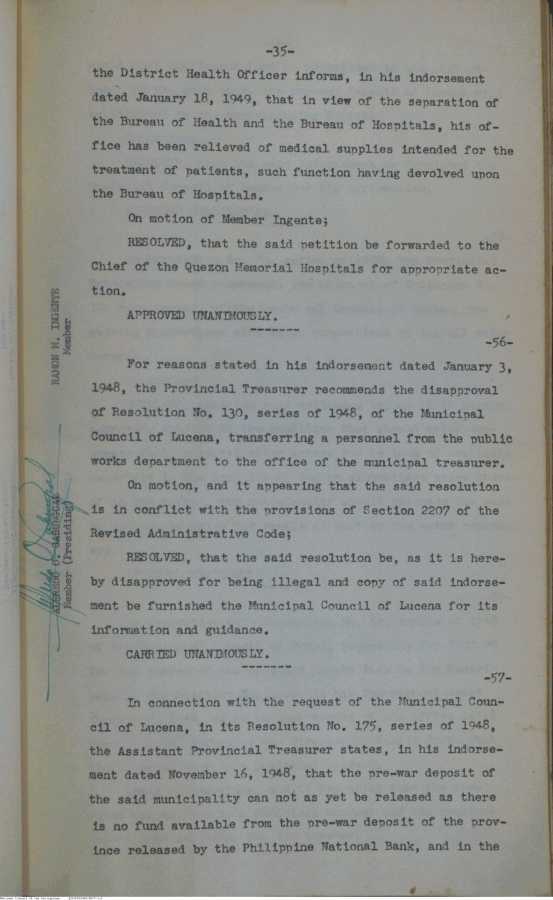 -35-
the District Health Officer informs, in his indorsement
dated January 18, 1949, that in view of the separation of
the Bureau of Health and the Bureau of Hospitals, his of-
fice has been relieved of medical supplies intended for the
treatment of patients, such function having devolved upon
the Bureau of Hospitals.
On motion of Member Ingente;
RESOLVED, that the said petition be forwarded to the
Chief of the Quezon Memorial Hospitals for appropriate ac-
tion.
APPROVED UNANIMOUSLY.
-------
-56-
For reasons stated in his indorsement dated January 3,
1948, the Provincial Treasurer recommends the disapproval
of Resolution No. 130, series of 1948, of the Municipal
Council of Lucena, transferring a personnel from the public
works department to the office of the municipal treasurer.
On motion, and it appearing that the said resolution
is in conflict with the provisions of Section 2207 of the
Revised Administrative Code;
RESOLVED, that the said resolution be, as it is here-
by disapproved for being illegal and copy of said indorse-
ment be furnished the Municipal Council of Lucena for its
information and guidance.
CARRIED UNANIMOUSLY.
-------
-57-
In connection with the request of the Municipal Coun-
cil of Lucena, in its Resolution No. 175, series of 1948,
the Assistant Provincial Treasurer states, in his indorse-
ment dated November 16, 1948, that the pre-war deposit of
the said municipality can not as yet be released as there
is no fund available from the pre-war deposit of the prov-
ince released by the Philippine National Bank, and in the
RAMON M. INGENTE
Member
Member (Presiding)